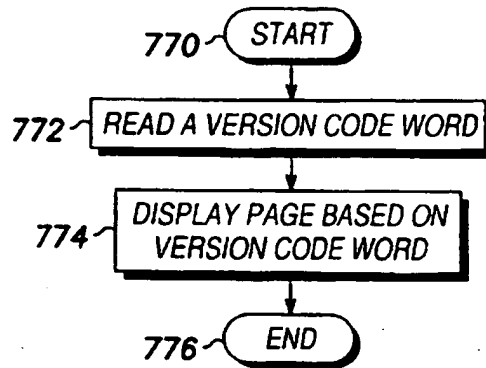 770 START
772 READ A VERSION CODE WORD
774 DISPLAY PAGE BASED ON
VERSION CODE WORD
776 END